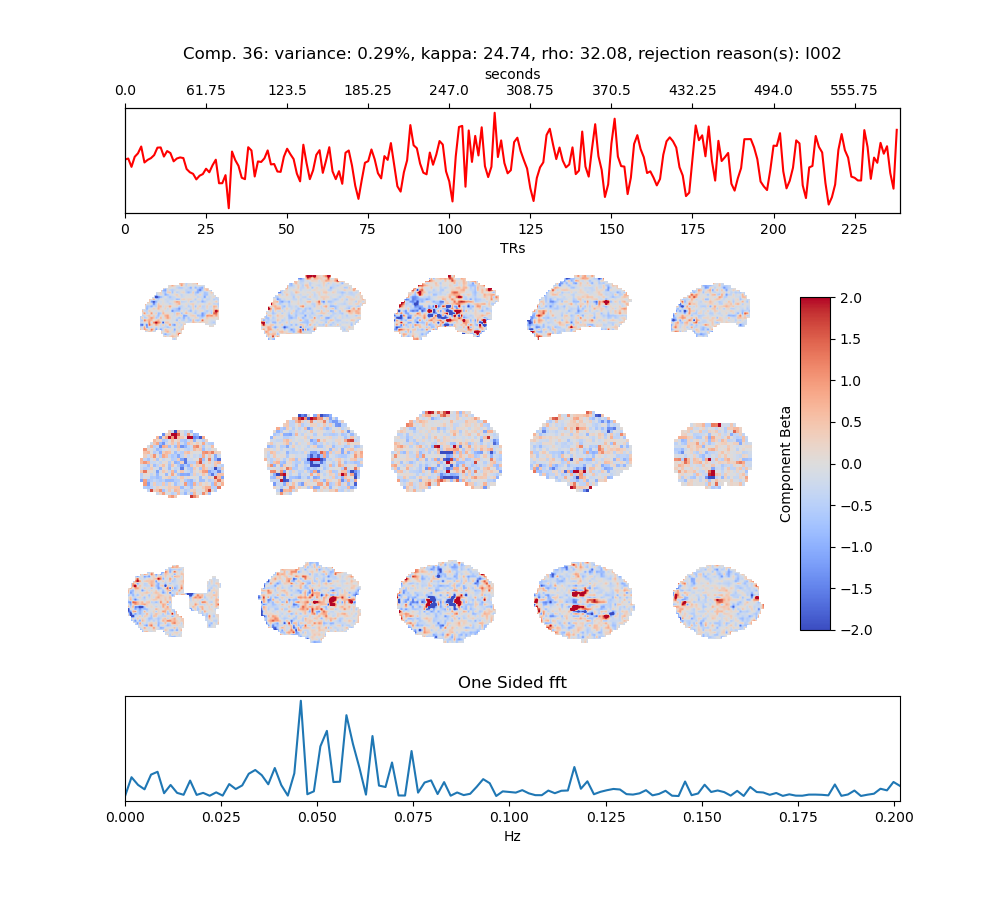 Comp. 36: variance: 0.29%, kappa: 24.74, rho: 32.08, rejection reason(s): I002
seconds
0.0 61.75 123.5 185.25 247.0 308.75 370.5 432.25 494.0 555.75
0 25 50 75 100 125 150 175 200 225
TRs
2.0
1.5
1.0
0.5
0.0
−0.5
−1.0
−1.5
−2.0
Component Beta
One Sided fft
0.000 0.025 0.050 0.075 0.100 0.125 0.150 0.175 0.200
Hz